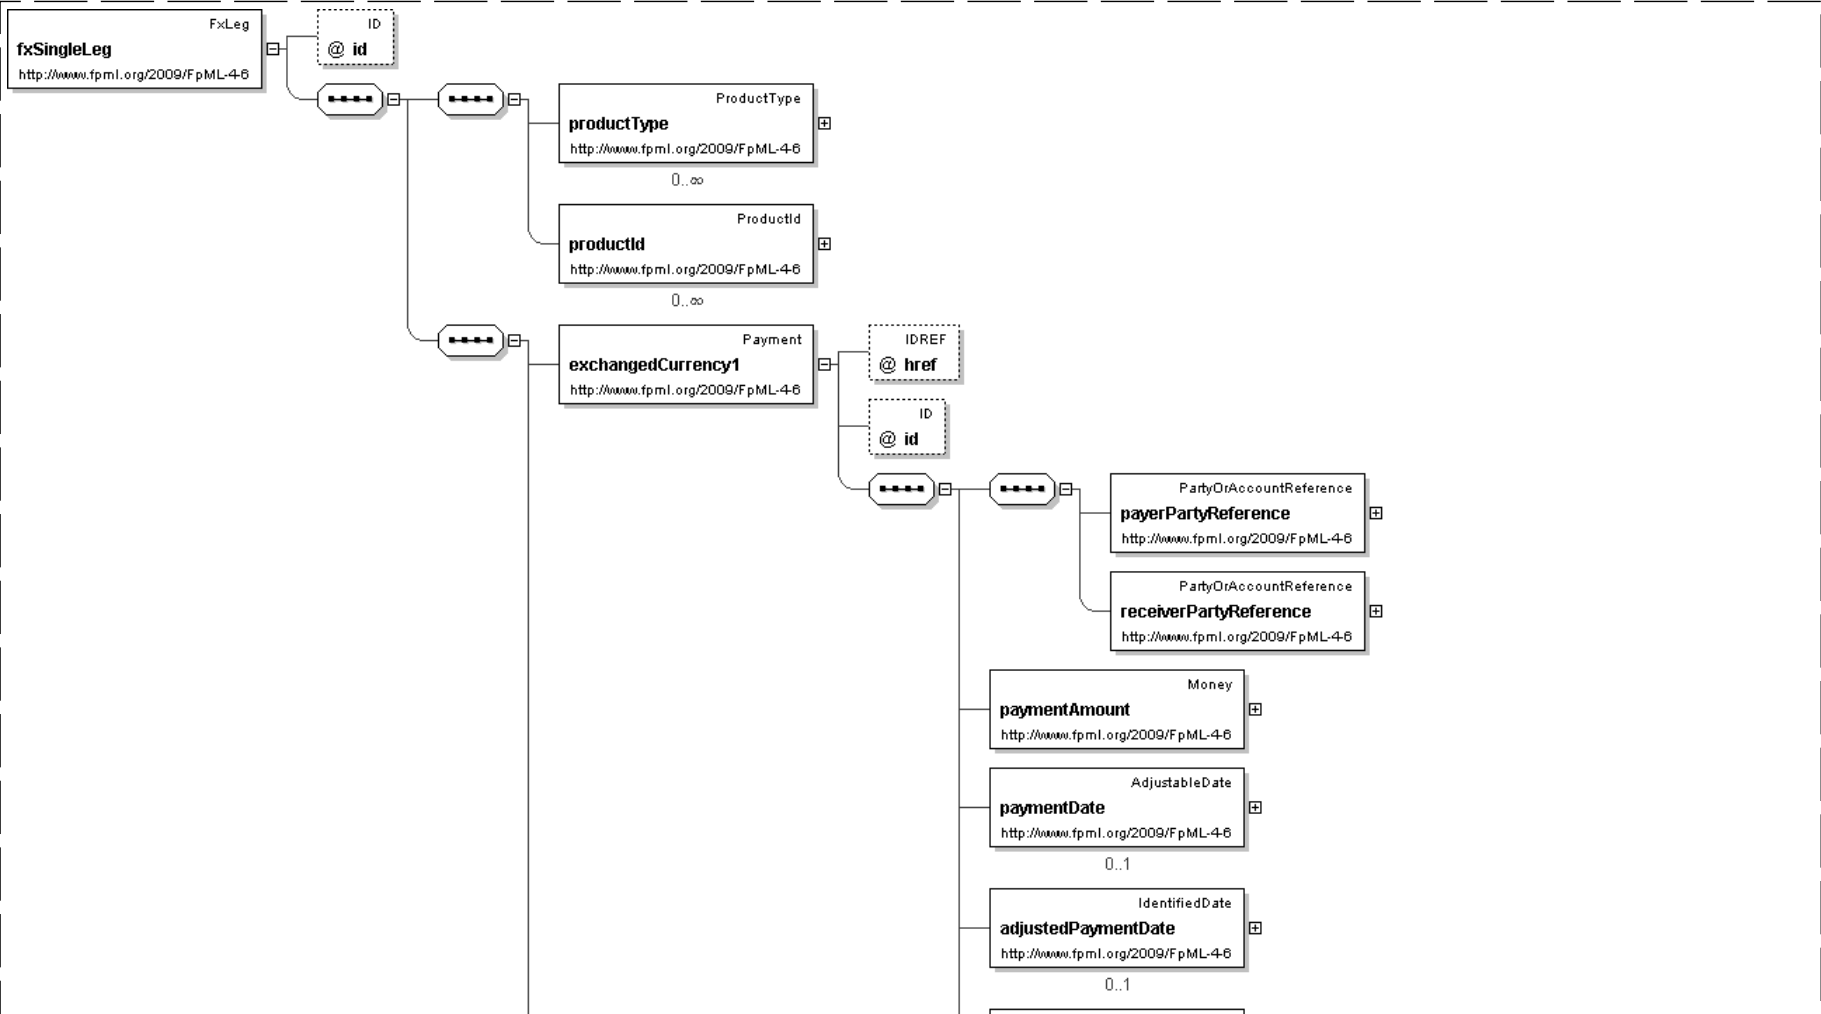 FxLeg
fxSingleLeg
http://www.fpml.org/2009/FpML-4-6
ID
@ id
ProductType
productType
http://www.fpml.org/2009/FpML-4-6
0..∞
ProductId
productId
http://www.fpml.org/2009/FpML-4-6
0..∞
Payment
exchangedCurrency1
http://www.fpml.org/2009/FpML-4-6
IDREF
@ href
ID
@ id
PartyOrAccountReference
payerPartyReference
http://www.fpml.org/2009/FpML-4-6
PartyOrAccountReference
receiverPartyReference
http://www.fpml.org/2009/FpML-4-6
Money
paymentAmount
http://www.fpml.org/2009/FpML-4-6
AdjustableDate
paymentDate
http://www.fpml.org/2009/FpML-4-6
0..1
IdentifiedDate
adjustedPaymentDate
http://www.fpml.org/2009/FpML-4-6
0..1